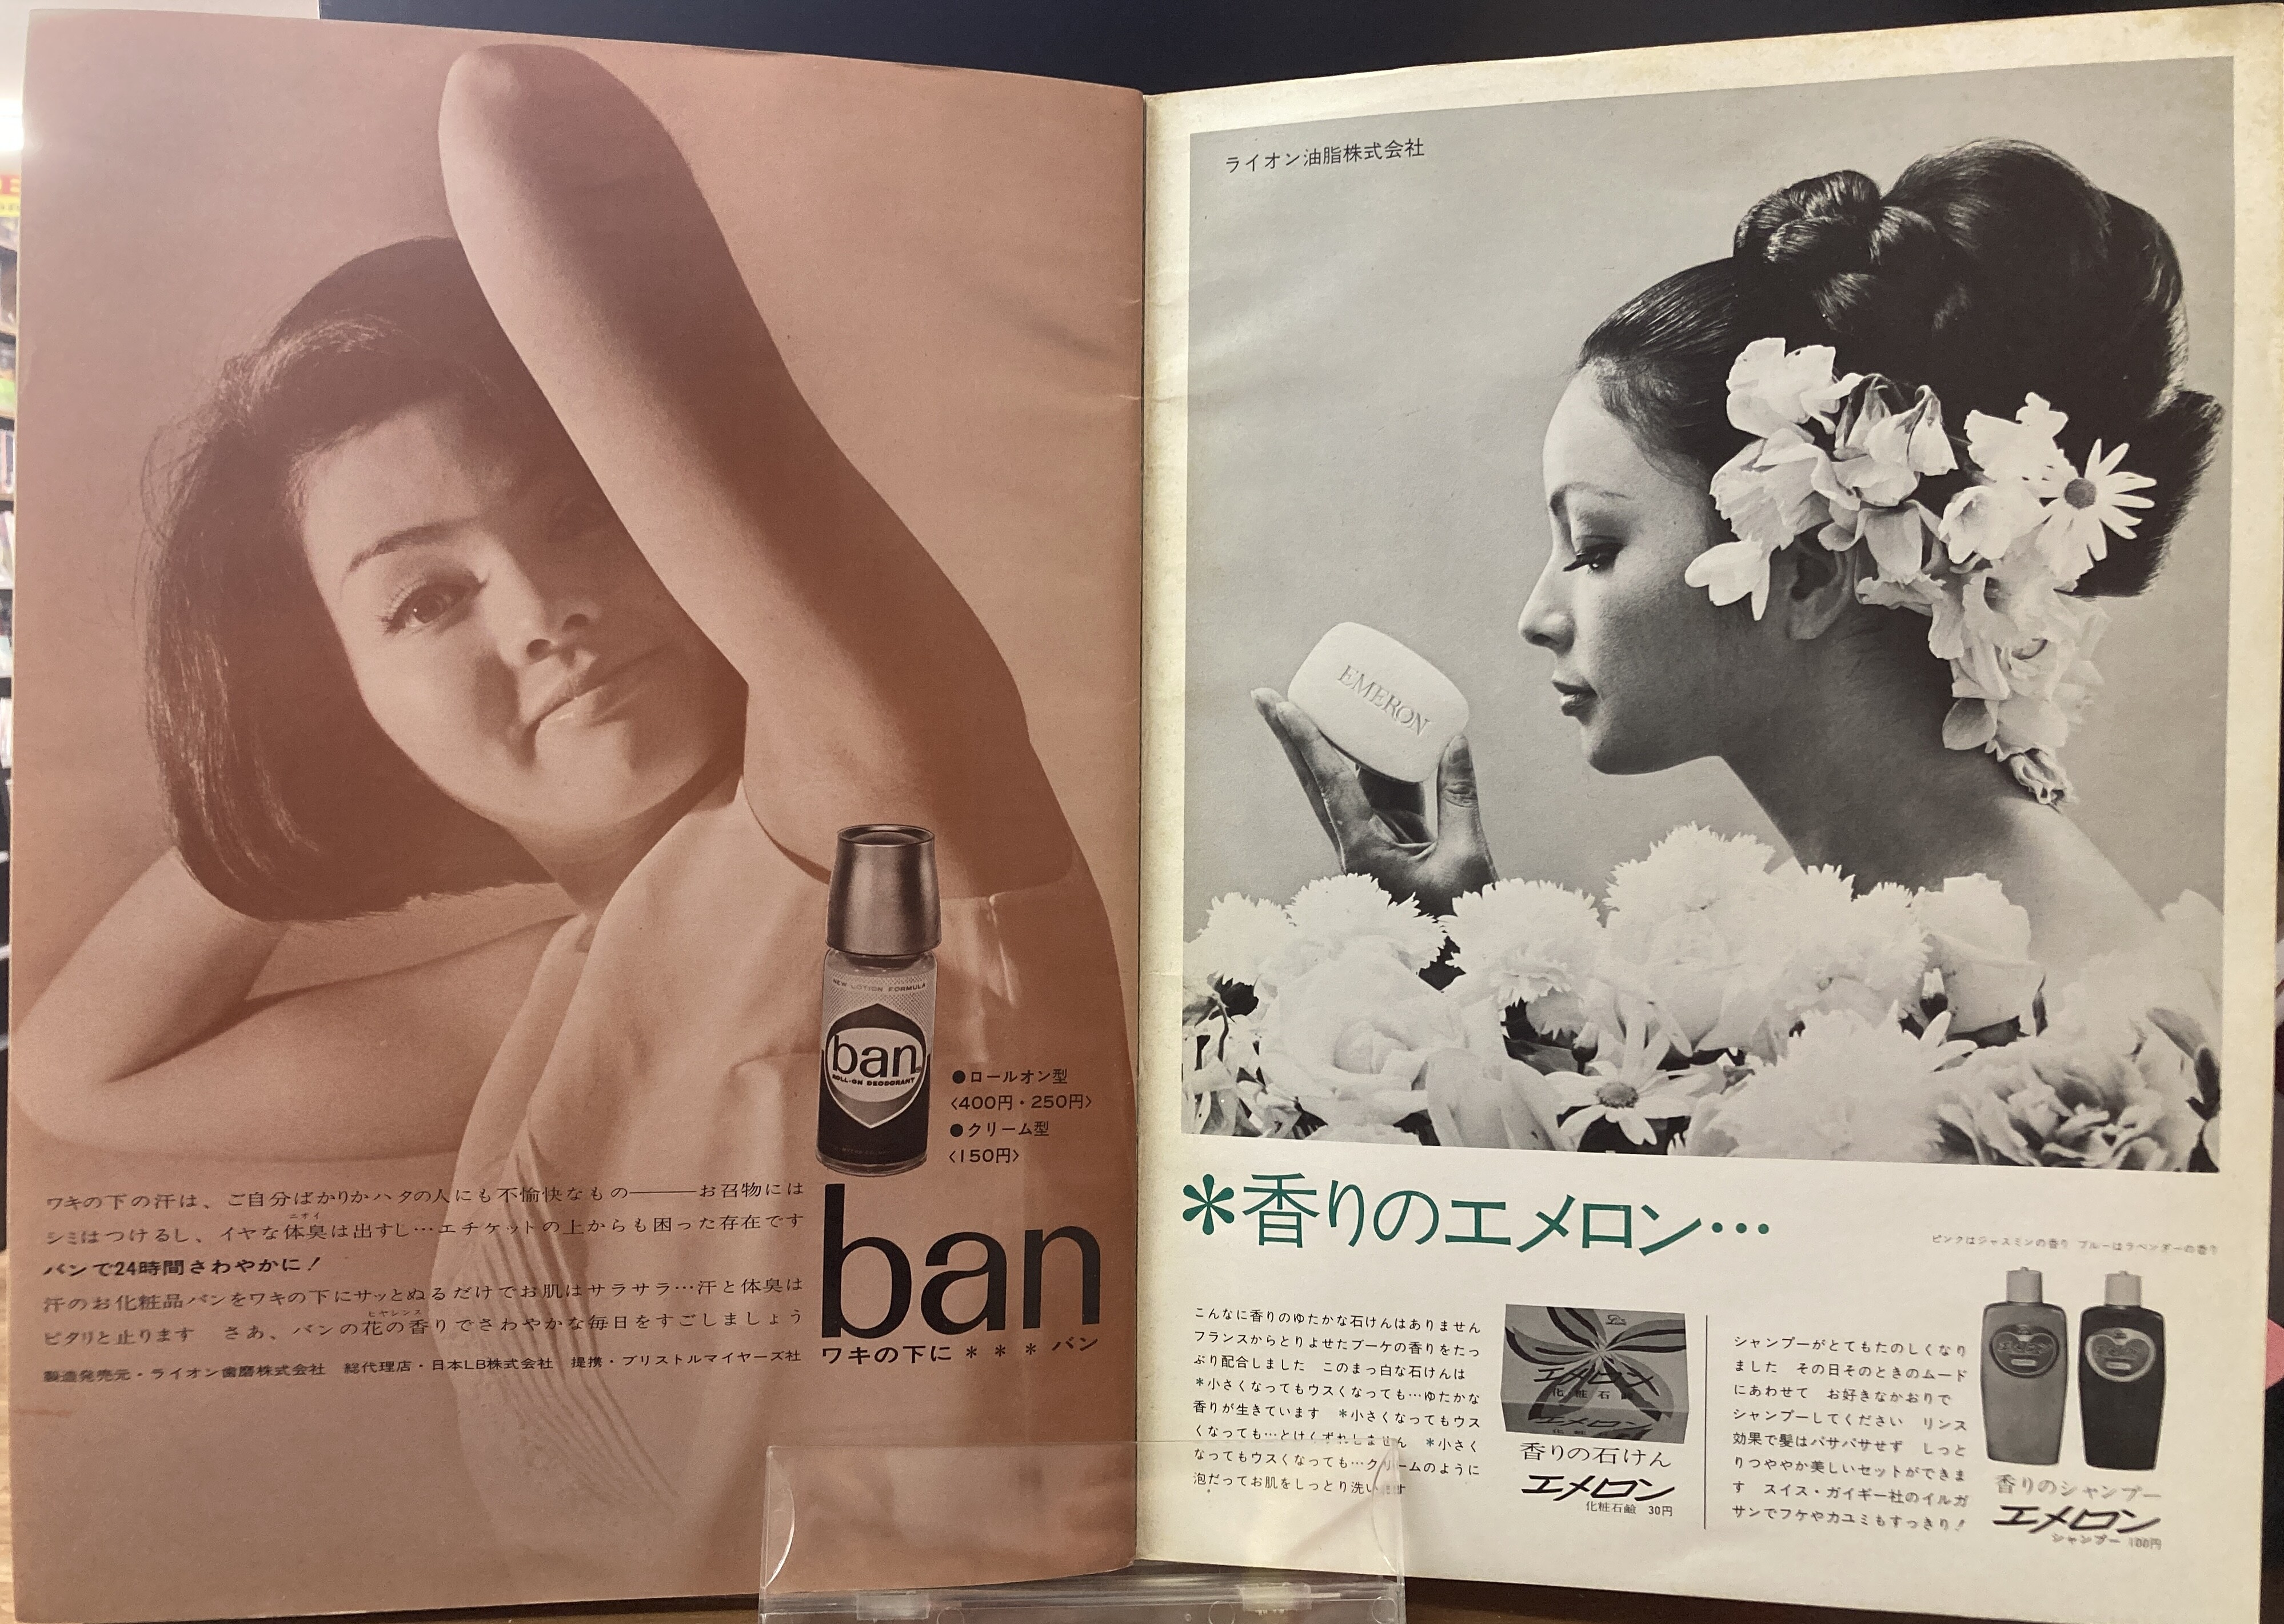 NEW LOTION FORMULA
ban
ROLL-ON DEODORANT
●ロールオン型
〈400円・250円〉
●クリーム型
〈150円〉
ワキの下の汗は、ご自分ばかりかハタの人にも不愉快なもの――お召物には
シミはつけるし、イヤな体臭は出すし…エチケットの上からも困った存在です
ニオイ
バンで24時間さわやかに!
汗のお化粧品バンをワキの下にサッとぬるだけでお肌はサラサラ…汗と体臭は
ピタリと止ります　さあ、バンの花の香りでさわやかな毎日をすごしましょう
ヒヤシンス
製造発売元・ライオン歯磨株式会社　総代理店・日本LB株式会社　提携・ブリストルマイヤーズ社
ban
ワキの下に＊＊＊バン
ライオン油脂株式会社
EMERON
＊香りのエメロン…
ピンクはジャスミンの香り ブルーはラベンダーの香り
こんなに香りのゆたかな石けんはありません
フランスからとりよせたブーケの香りをたっ
ぷり配合しました　このまっ白な石けんは
＊小さくなってもウスくなっても…ゆたかな
香りが生きています　＊小さくなってもウス
くなっても…とけくずれしません　＊小さく
なってもウスくなっても…クリームのように
泡だってお肌をしっとり洗います
エメロン
化粧石鹸
エメロン
香りの石けん
エメロン
化粧石鹸　30円
シャンプーがとてもたのしくなり
ました　その日そのときのムード
にあわせて　お好きなかおりで
シャンプーしてください　リンス
効果で髪はパサパサせず　しっと
りつややか美しいセットができま
す　スイス・ガイギー社のイルガ
サンでフケやカユミもすっきり!
香りのシャンプー
エメロン
シャンプー　100円